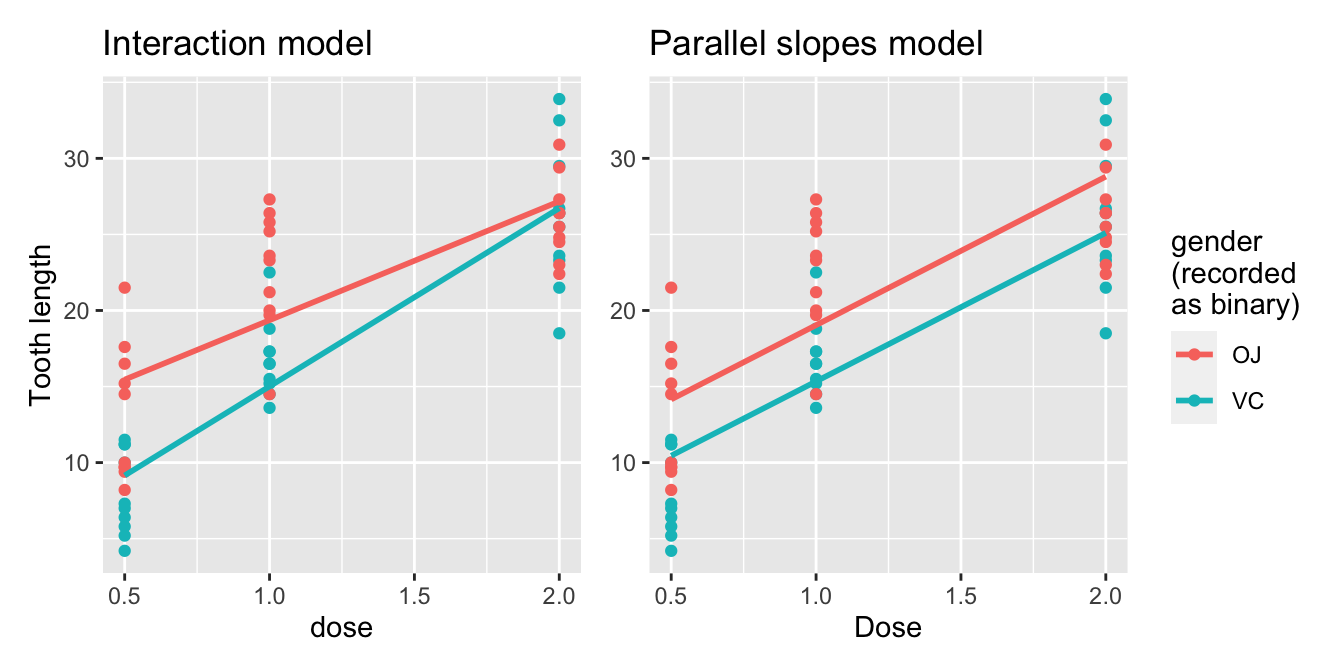 Interaction model
Parallel slopes model
Tooth length
30
20
10
0.5 1.0 1.5 2.0
dose
30
20
10
0.5 1.0 1.5 2.0
Dose
gender
(recorded
as binary)
OJ
VC